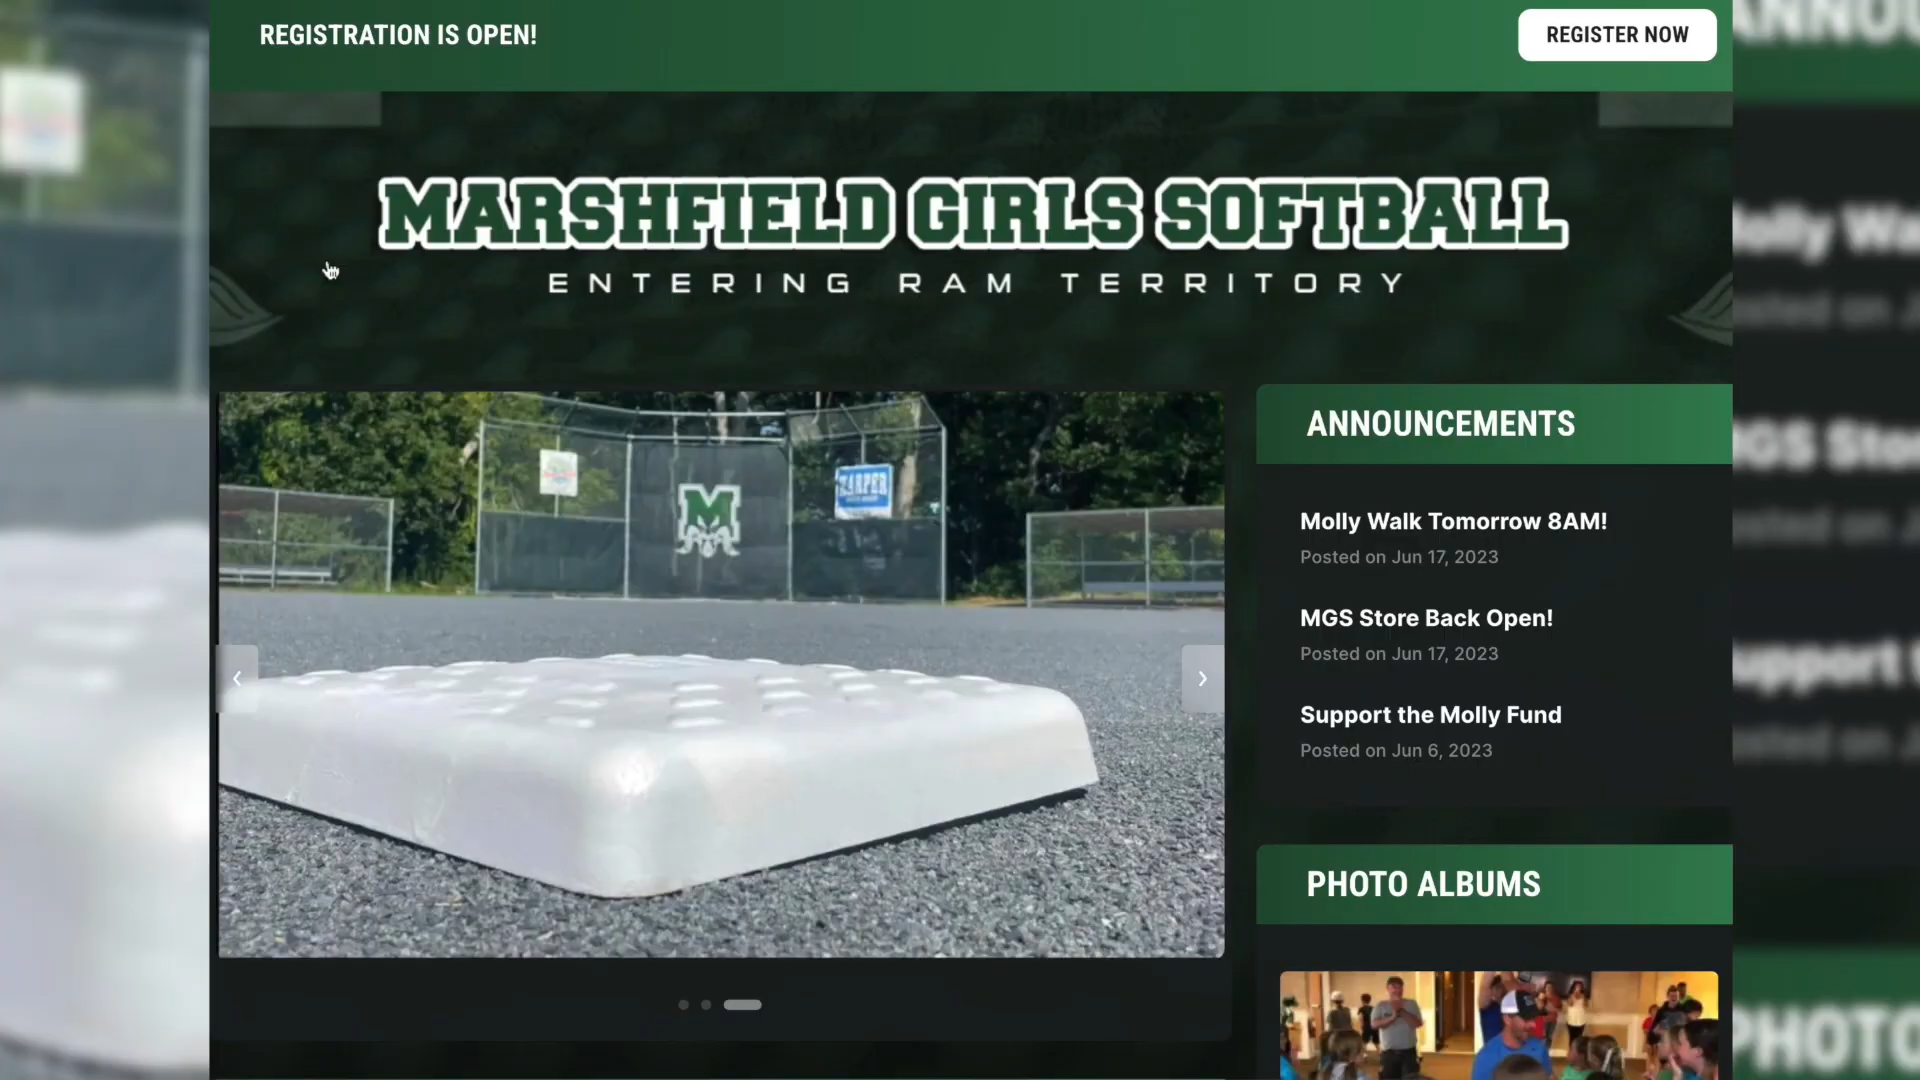 REGISTRATION IS OPEN!
REGISTER NOW
MARSHFIELD GIRLS SOFTBALL
ENTERING RAM TERRITORY
M
HARPER
ANNOUNCEMENTS
Molly Walk Tomorrow 8AM!
Posted on Jun 17, 2023
MGS Store Back Open!
Posted on Jun 17, 2023
Support the Molly Fund
Posted on Jun 6, 2023
PHOTO ALBUMS